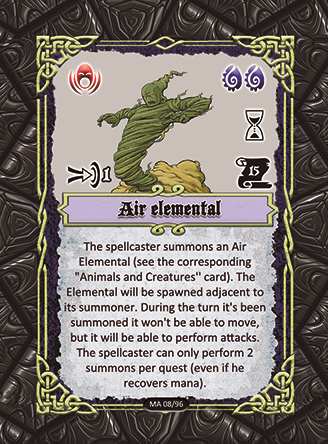 1
15
Air elemental
The spellcaster summons an Air
Elemental (see the corresponding
"Animals and Creatures" card). The
Elemental will be spawned adjacent to
its summoner. During the turn it's been
summoned it won't be able to move,
but it will be able to perform attacks.
The spellcaster can only perform 2
summons per quest (even if he
recovers mana).
MA 08/96